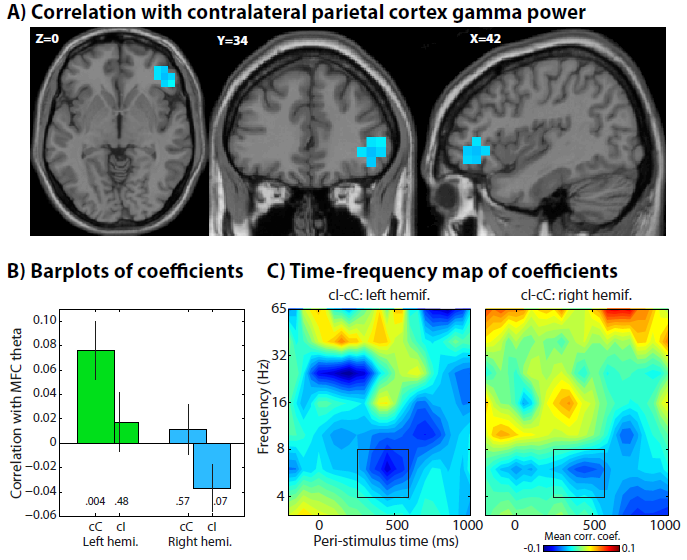 A) Correlation with contralateral parietal cortex gamma power
Z=0
Y=34
X=42
B) Barplots of coefficients
C) Time-frequency map of coefficients
cI-cC: left hemif.
cI-cC: right hemif.
Correlation with MFC theta
0.10
0.08
0.06
0.04
0.02
0
−0.02
−0.04
−0.06
.004 .48 .57 .07
cC cI cC cI
Left hemi. Right hemi.
Frequency (Hz)
65
32
16
8
4
0 500 1000
0 500 1000
Peri-stimulus time (ms)
Mean corr. coef.
-0.1 0.1